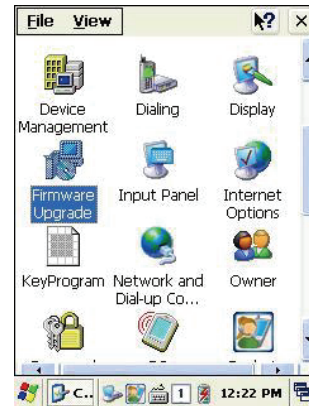 File View
Device Management
Dialing
Display
Firmware Upgrade
Input Panel
Internet Options
KeyProgram
Network and Dial-up Co...
Owner
C..
1
12:22 PM